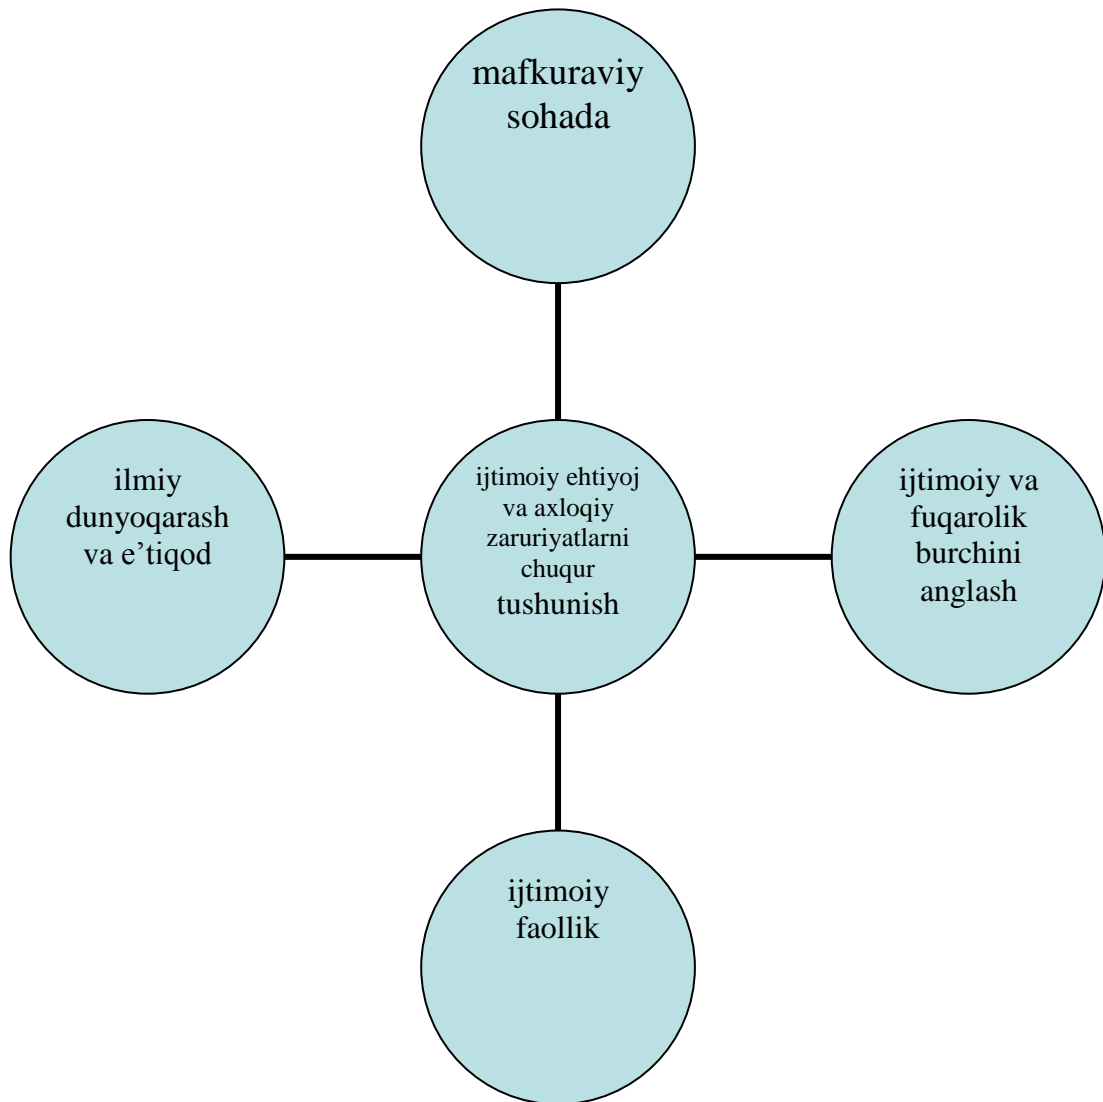 mafkuraviy
sohada
ilmiy
dunyoqarash
va e’tiqod
ijtimoiy ehtiyoj
va axloqiy
zaruriyatlarni
chuqur
tushunish
ijtimoiy va
fuqarolik
burchini
anglash
ijtimoiy
faollik